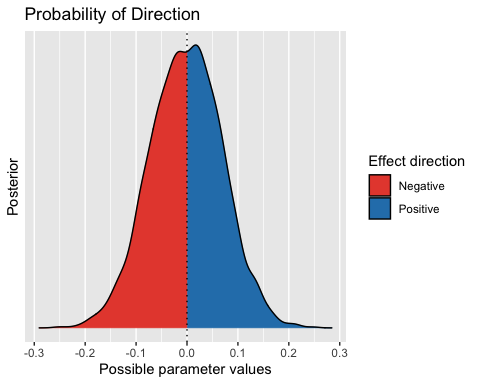 Probability of Direction
Posterior
Effect direction
Negative
Positive
-0.3 -0.2 -0.1 0.0 0.1 0.2 0.3
Possible parameter values